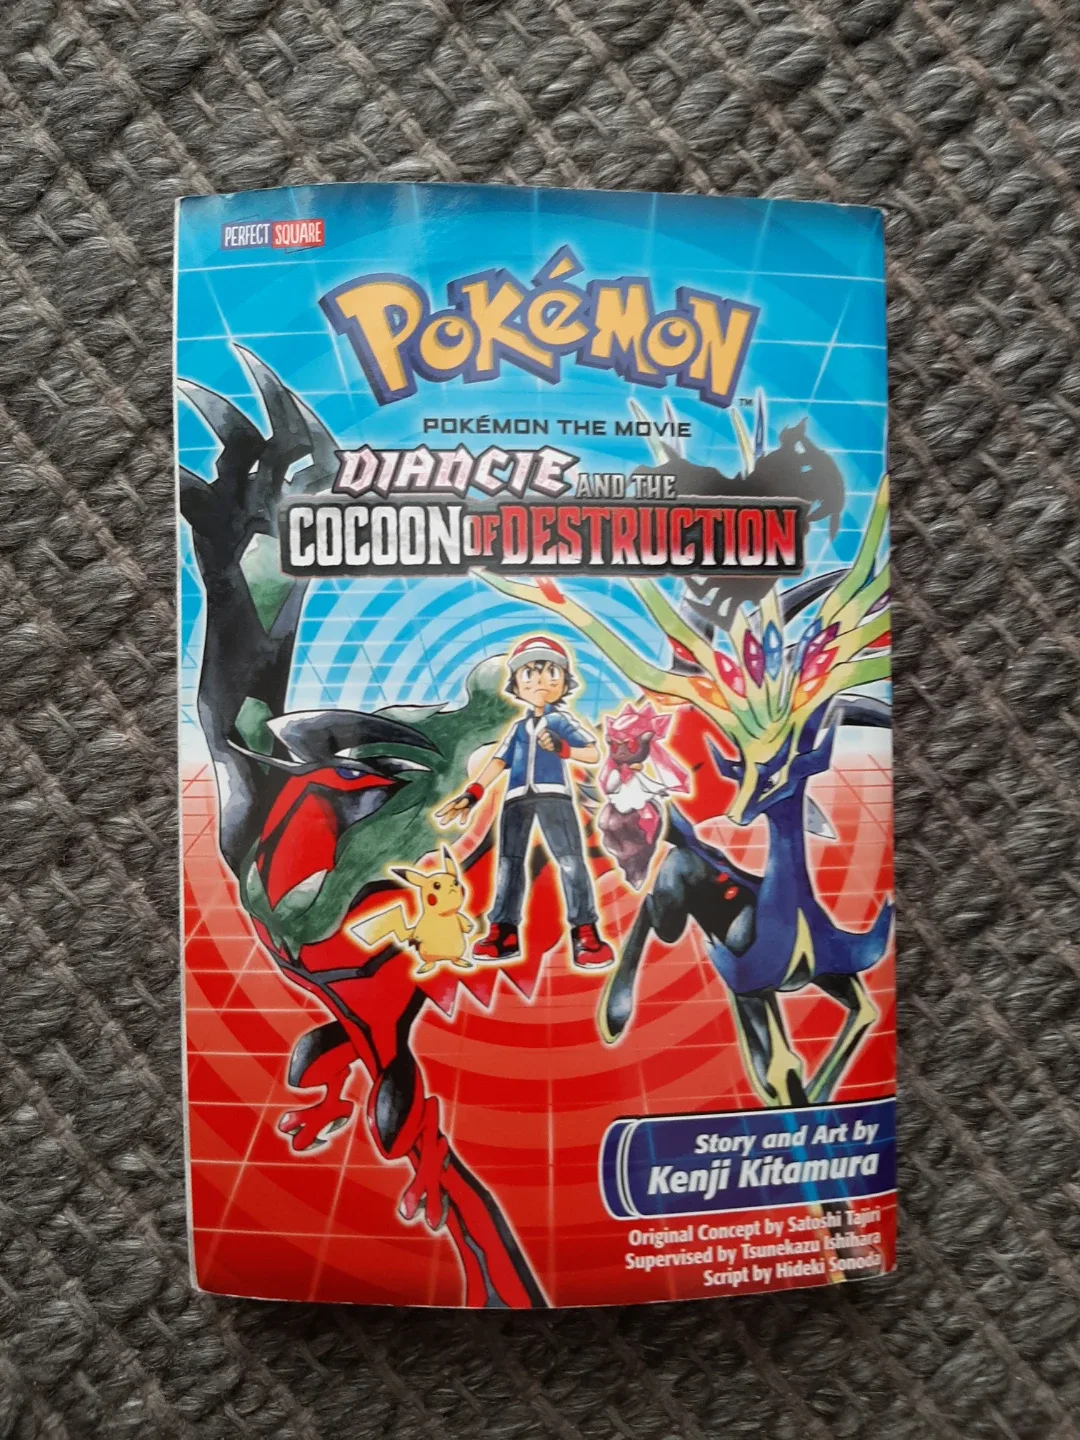 PERFECT SQUARE
POKÉMON
TM
POKÉMON THE MOVIE
DIANCIE AND THE
COCOON OF DESTRUCTION
Story and Art by
Kenji Kitamura
Original Concept by Satoshi Tajiri
Supervised by Tsunekazu Ishihara
Script by Hideki Sonoda